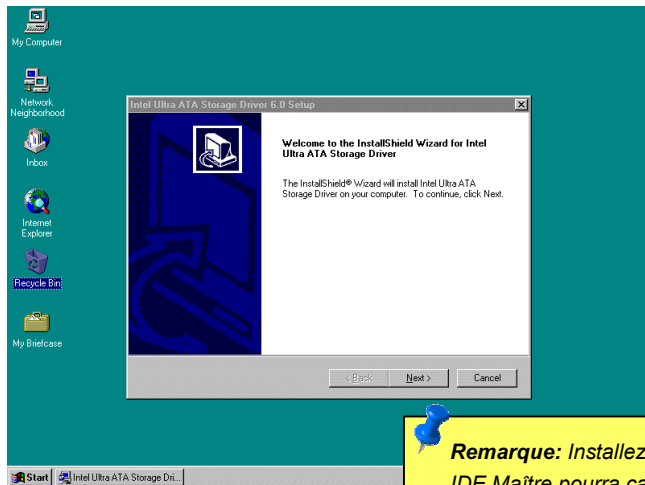 My Computer
Network
Neighborhood
Inbox
Internet
Explorer
Recycle Bin
My Briefcase
Intel Ultra ATA Storage Driver 6.0 Setup
Welcome to the InstallShield Wizard for Intel
Ultra ATA Storage Driver
The InstallShield® Wizard will install Intel Ultra ATA
Storage Driver on your computer. To continue, click Next.
< Back
Next >
Cancel
Remarque: Installez
IDE Maître pourra ca
Start
Intel Ultra ATA Storage Dri...